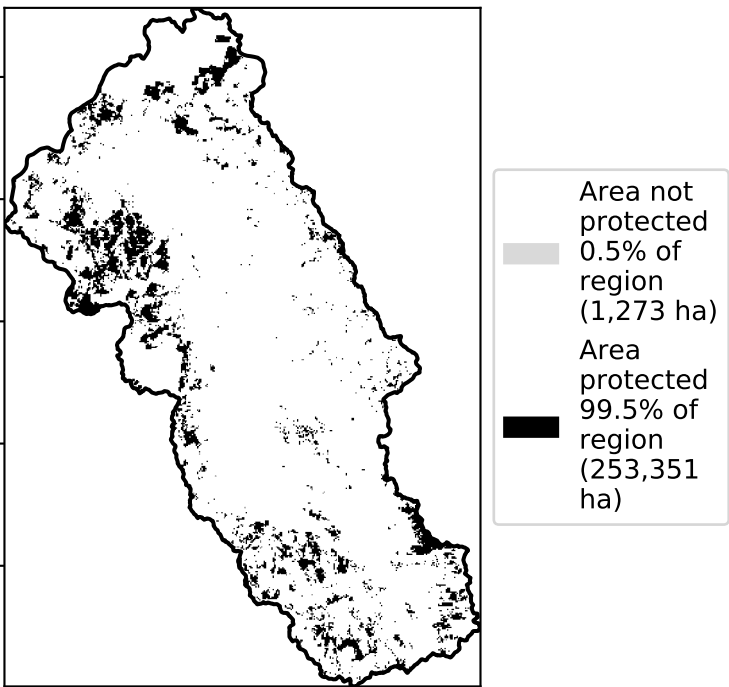 Area not
protected
0.5% of
region
(1,273 ha)
Area
protected
99.5% of
region
(253,351
ha)